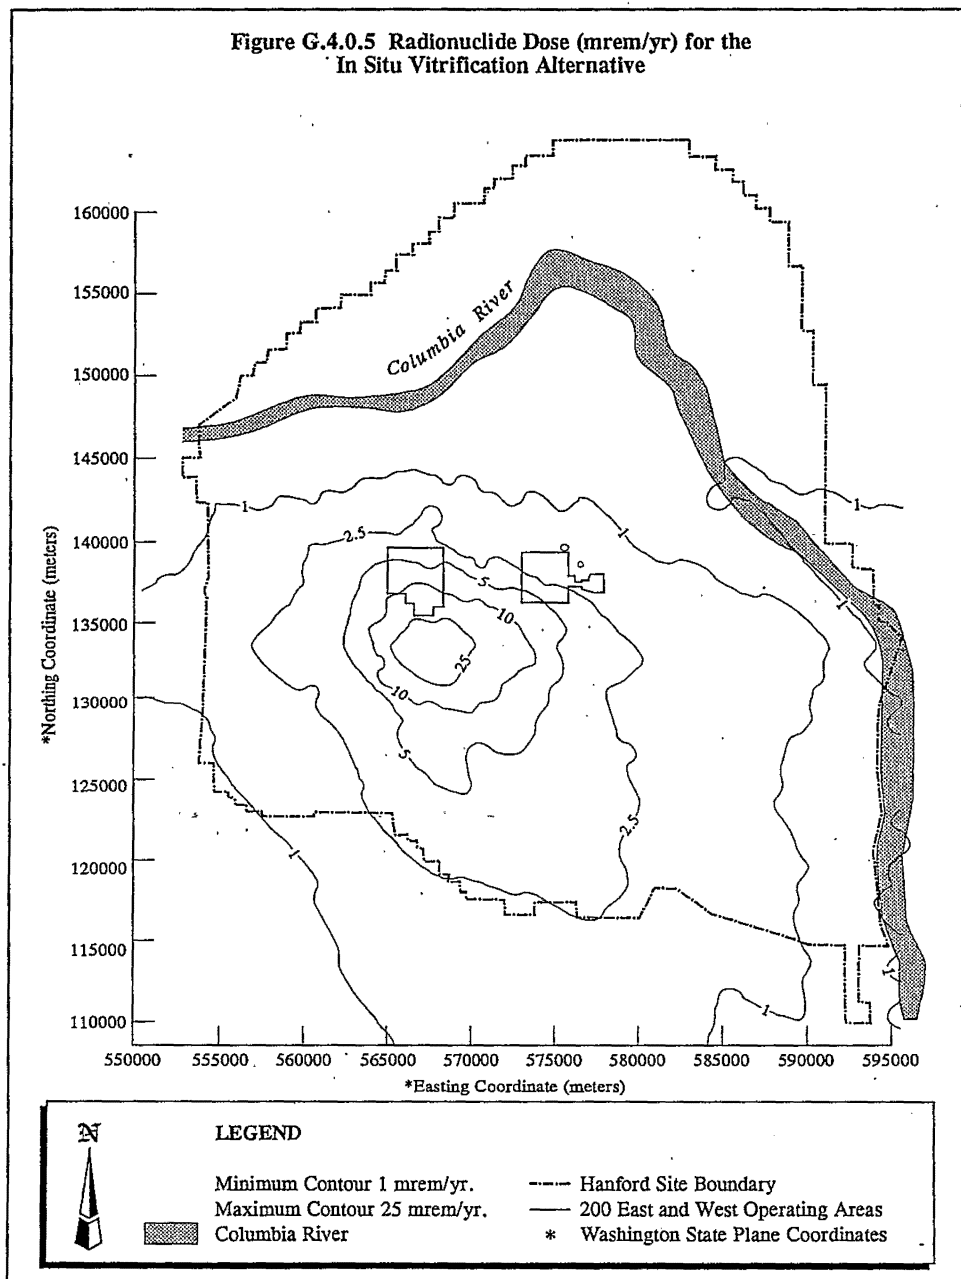 Figure G.4.0.5 Radionuclide Dose (mrem/yr) for the
In Situ Vitrification Alternative
160000
155000
150000
145000
140000
135000
130000
125000
120000
115000
110000
*Northing Coordinate (meters)
Columbia River
1
1
1
2.5
5
10
1
25
10
5
2.5
1
1
1
550000 555000 560000 565000 570000 575000 580000 585000 590000 595000
*Easting Coordinate (meters)
N
LEGEND
Minimum Contour 1 mrem/yr.
Maximum Contour 25 mrem/yr.
Columbia River
Hanford Site Boundary
200 East and West Operating Areas
* Washington State Plane Coordinates